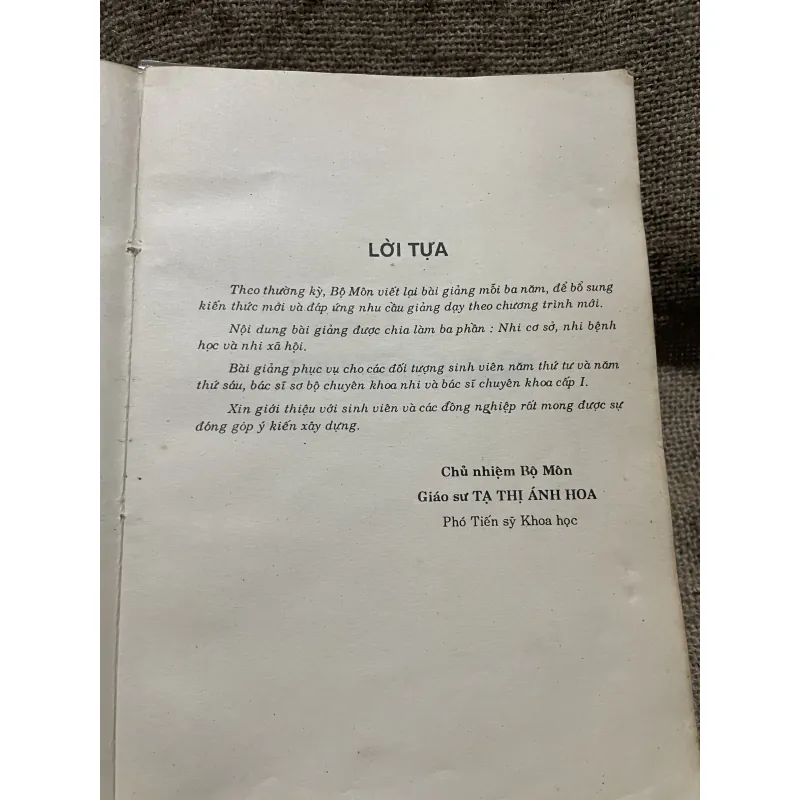 LỜI TỰA
Theo thường kỳ, Bộ Môn viết lại bài giảng mỗi ba năm, để bổ sung
kiến thức mới và đáp ứng nhu cầu giảng dạy theo chương trình mới.
Nội dung bài giảng được chia làm ba phần : Nhi cơ sở, nhi bệnh
học và nhi xã hội.
Bài giảng phục vụ cho các đối tượng sinh viên năm thứ tư và năm
thứ sáu, bác sĩ sơ bộ chuyên khoa nhi và bác sĩ chuyên khoa cấp I.
Xin giới thiệu với sinh viên và các đồng nghiệp rất mong được sự
đóng góp ý kiến xây dựng.
Chủ nhiệm Bộ Môn
Giáo sư TẠ THỊ ÁNH HOA
Phó Tiến sỹ Khoa học